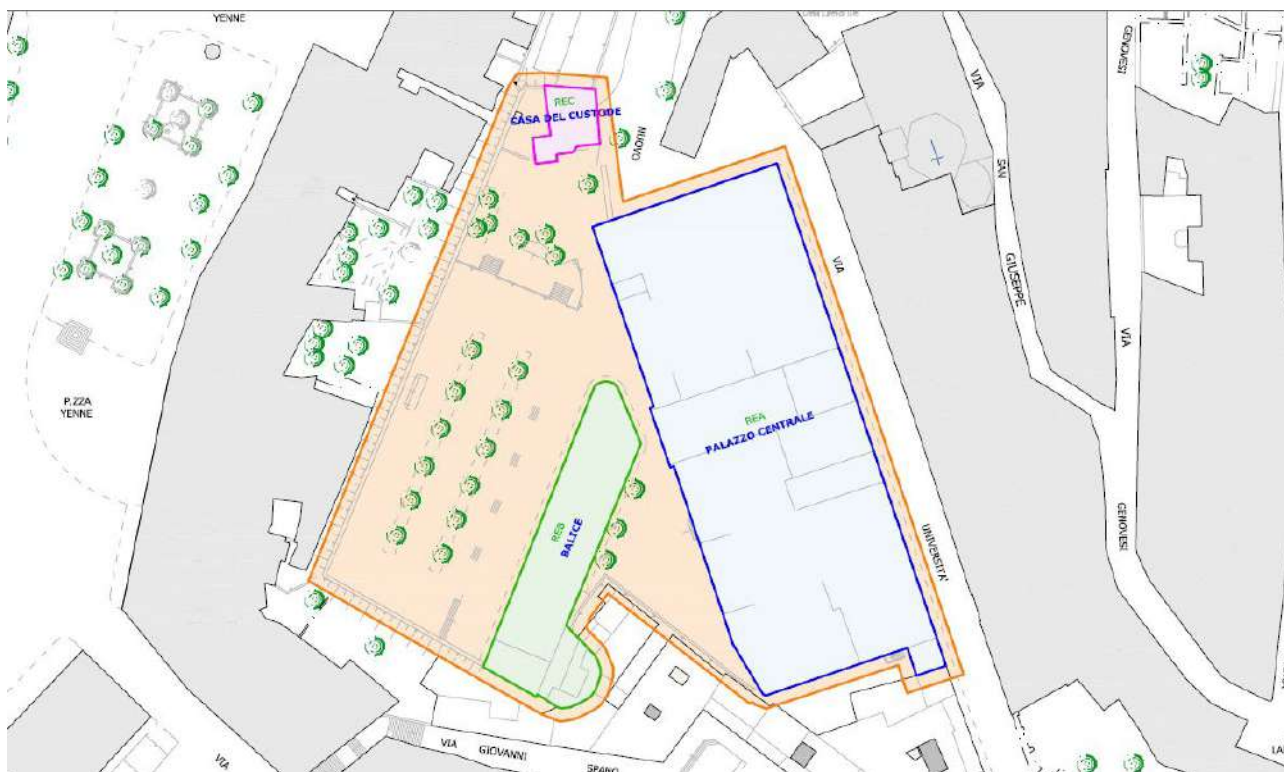 YENNE
REC
CASA DEL CUSTODE
NUOVO
VIA
GENOVESI
SAN
GIUSEPPE
VIA
VIA
P.ZZA
YENNE
REA
PALAZZO CENTRALE
REB
BALICE
UNIVERSITA'
GENOVESI
VIA
GIOVANNI
SPANO
VIA